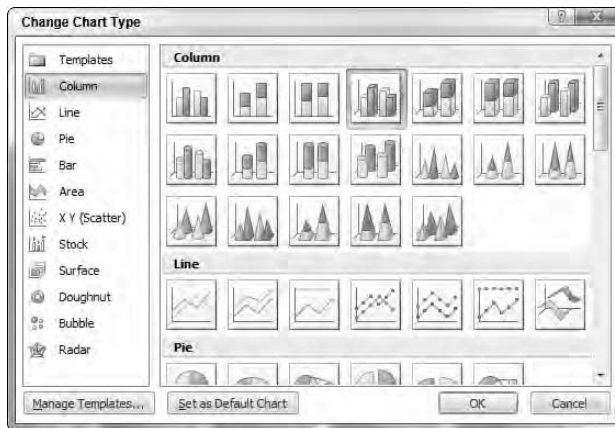 Change Chart Type
Templates
Column
Line
Pie
Bar
Area
X Y (Scatter)
Stock
Surface
Doughnut
Bubble
Radar
Column
Line
Pie
Manage Templates...
Set as Default Chart
OK
Cancel